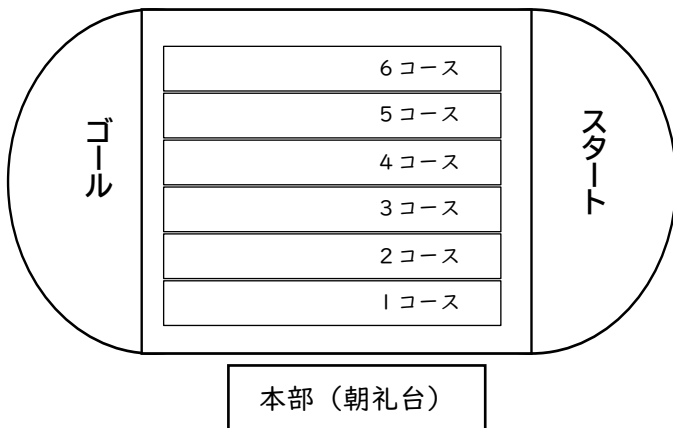 ６コース
５コース
４コース
３コース
２コース
１コース
ゴール
スタート
本部（朝礼台）